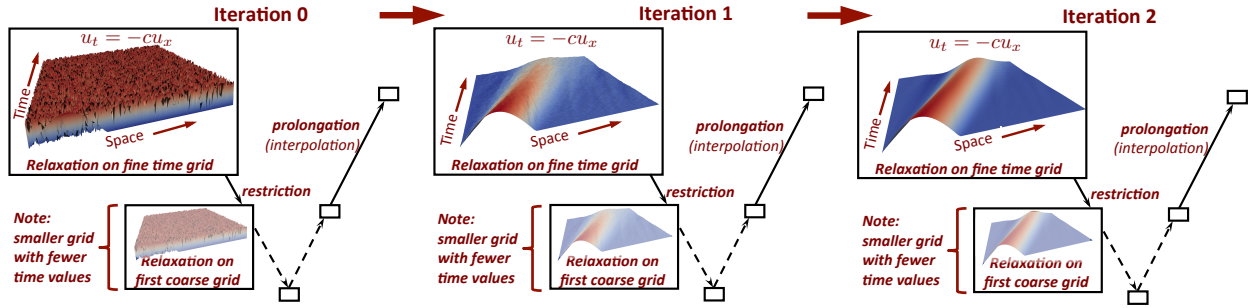 Iteration 0
u_t = −cu_x
Time
Space
Relaxation on fine time grid
prolongation
(interpolation)
restriction
Note:
smaller grid
with fewer
time values
Relaxation on
first coarse grid
Iteration 1
u_t = −cu_x
Time
Space
Relaxation on fine time grid
prolongation
(interpolation)
restriction
Note:
smaller grid
with fewer
time values
Relaxation on
first coarse grid
Iteration 2
u_t = −cu_x
Time
Space
Relaxation on fine time grid
prolongation
(interpolation)
restriction
Note:
smaller grid
with fewer
time values
Relaxation on
first coarse grid